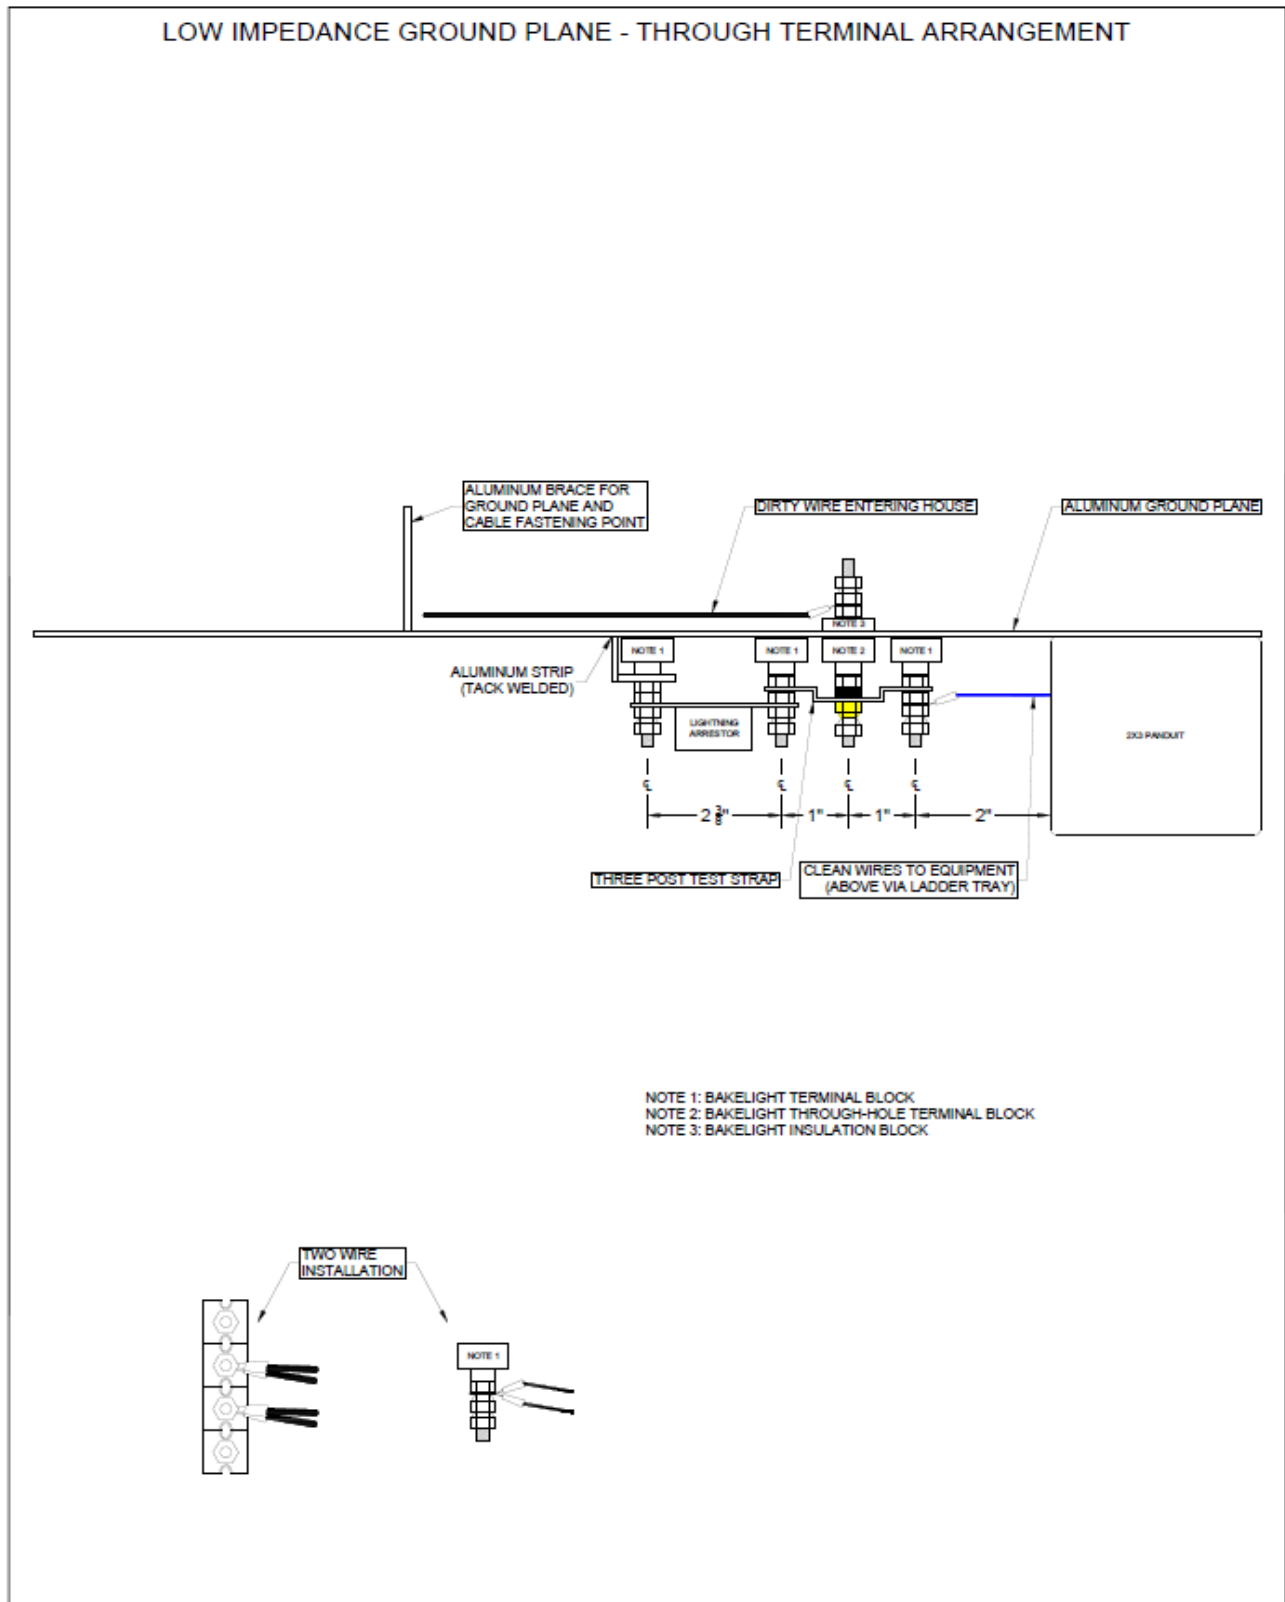 LOW IMPEDANCE GROUND PLANE - THROUGH TERMINAL ARRANGEMENT
ALUMINUM BRACE FOR
GROUND PLANE AND
CABLE FASTENING POINT
DIRTY WIRE ENTERING HOUSE
ALUMINUM GROUND PLANE
NOTE 3
NOTE 1
NOTE 1
NOTE 2
NOTE 1
ALUMINUM STRIP
(TACK WELDED)
LIGHTNING
ARRESTOR
2X3 PANDUIT
℄
℄
℄
℄
2 3/8"
1"
1"
2"
THREE POST TEST STRAP
CLEAN WIRES TO EQUIPMENT
(ABOVE VIA LADDER TRAY)
NOTE 1: BAKELIGHT TERMINAL BLOCK
NOTE 2: BAKELIGHT THROUGH-HOLE TERMINAL BLOCK
NOTE 3: BAKELIGHT INSULATION BLOCK
TWO WIRE
INSTALLATION
NOTE 1